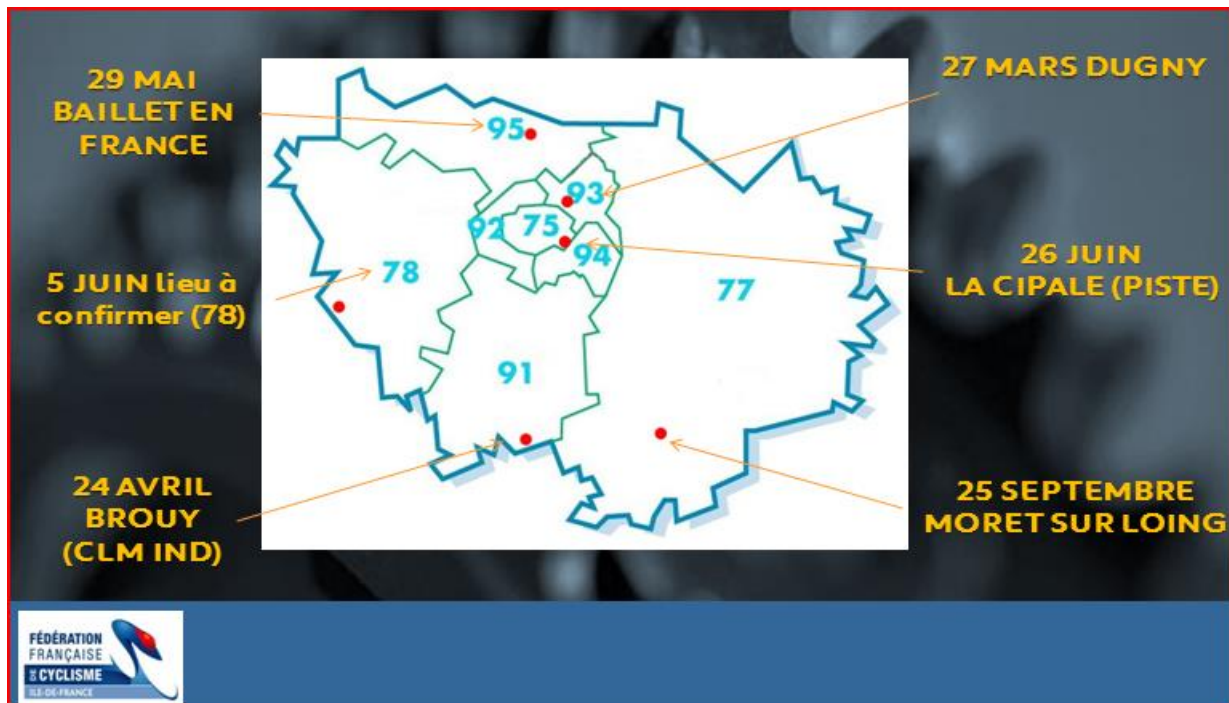 29 MAI
BAILLET EN
FRANCE
27 MARS DUGNY
95
93
92
75
94
78
77
91
5 JUIN lieu à
confirmer (78)
26 JUIN
LA CIPALE (PISTE)
24 AVRIL
BROUY
(CLM IND)
25 SEPTEMBRE
MORET SUR LOING
FÉDÉRATION
FRANÇAISE
DE CYCLISME
ILE-DE-FRANCE